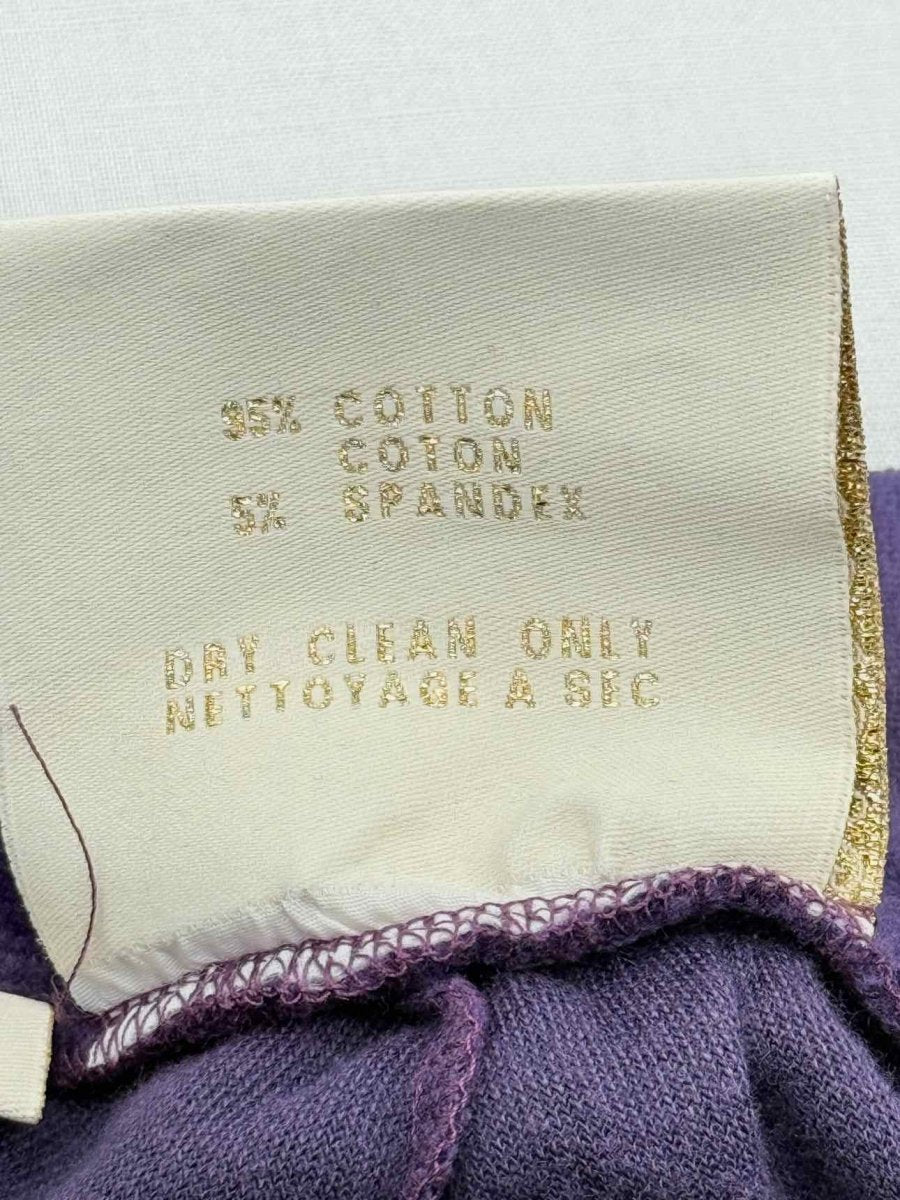 95% COTTON
COTON
5% SPANDEX
DRY CLEAN ONLY
NETTOYAGE A SEC